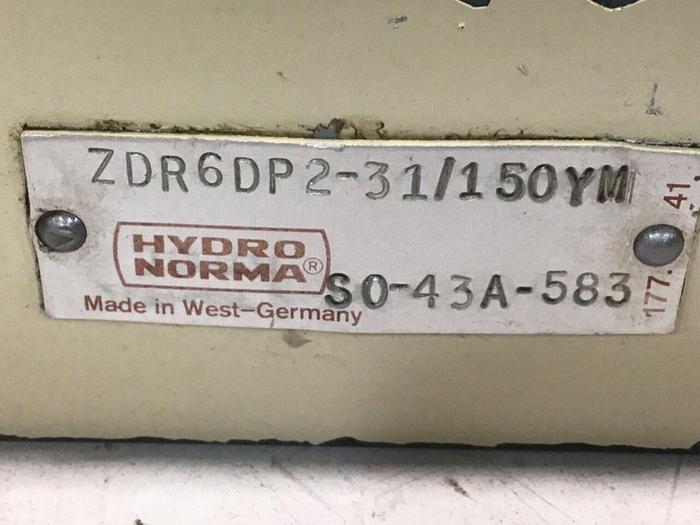 ZDR6DP2-31/150YM
41.
HYDRO
NORMA®
SO-43A-583
177.
Made in West-Germany